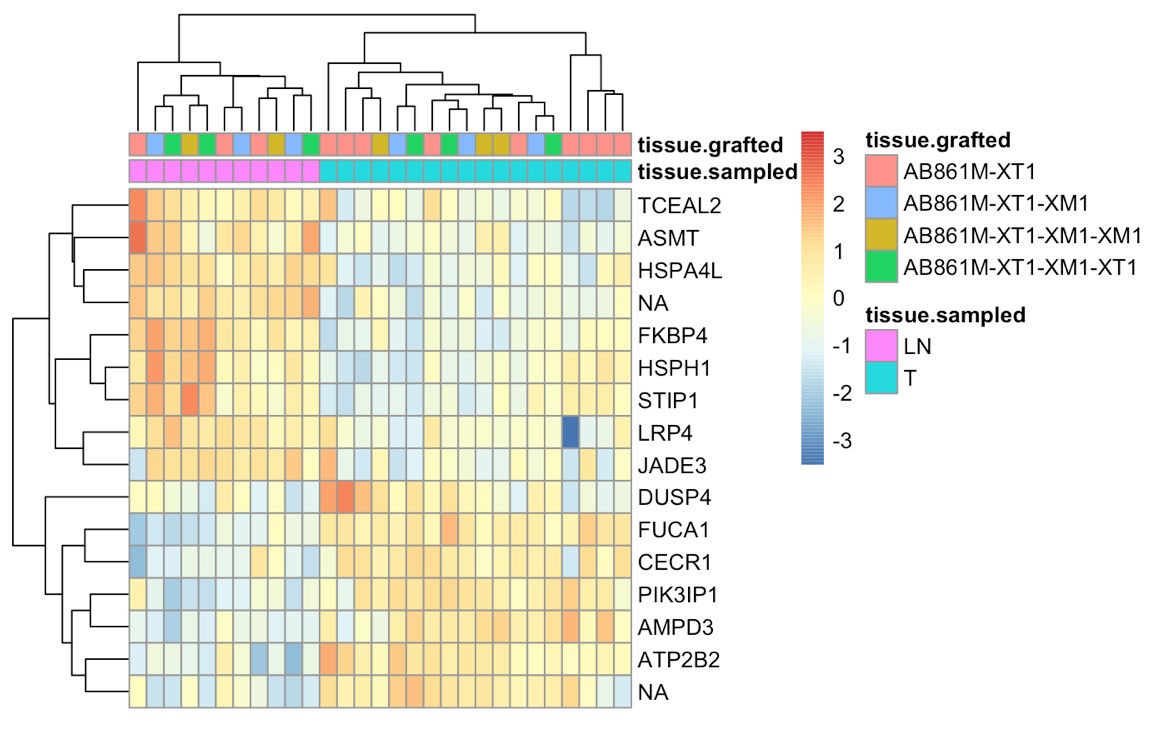 tissue.grafted
tissue.sampled
TCEAL2
ASMT
HSPA4L
NA
FKBP4
HSPH1
STIP1
LRP4
JADE3
DUSP4
FUCA1
CECR1
PIK3IP1
AMPD3
ATP2B2
NA
3
2
1
0
-1
-2
-3
tissue.grafted
AB861M-XT1
AB861M-XT1-XM1
AB861M-XT1-XM1-XM1
AB861M-XT1-XM1-XT1
tissue.sampled
LN
T